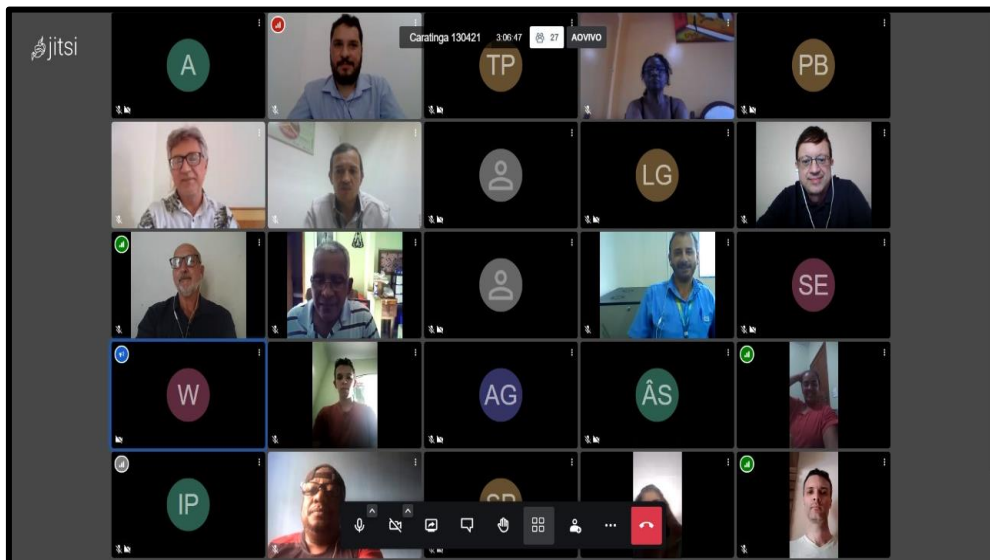 jitsi
Caratinga 130421 3:06:47 27 AOVIVO
A
TP
PB
LG
SE
W
AG
ÂS
IP